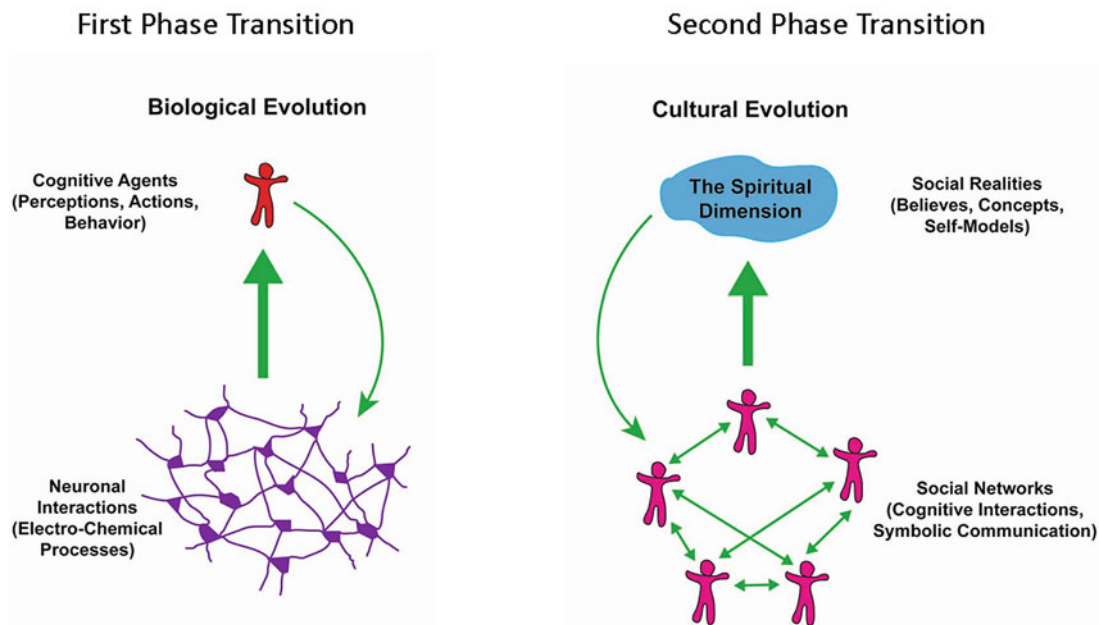 First Phase Transition
Biological Evolution
Cognitive Agents
(Perceptions, Actions,
Behavior)
Neuronal
Interactions
(Electro-Chemical
Processes)
Second Phase Transition
Cultural Evolution
The Spiritual
Dimension
Social Realities
(Believes, Concepts,
Self-Models)
Social Networks
(Cognitive Interactions,
Symbolic Communication)